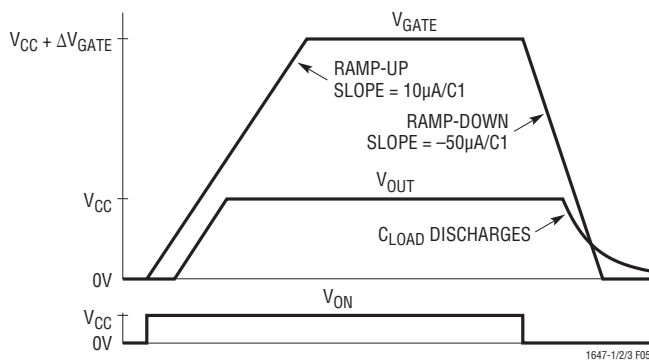 V_GATE
V_CC + ΔV_GATE
RAMP-UP
SLOPE = 10µA/C1
RAMP-DOWN
SLOPE = –50µA/C1
V_OUT
V_CC
C_LOAD DISCHARGES
0V
V_ON
V_CC
0V
1647-1/2/3 F05